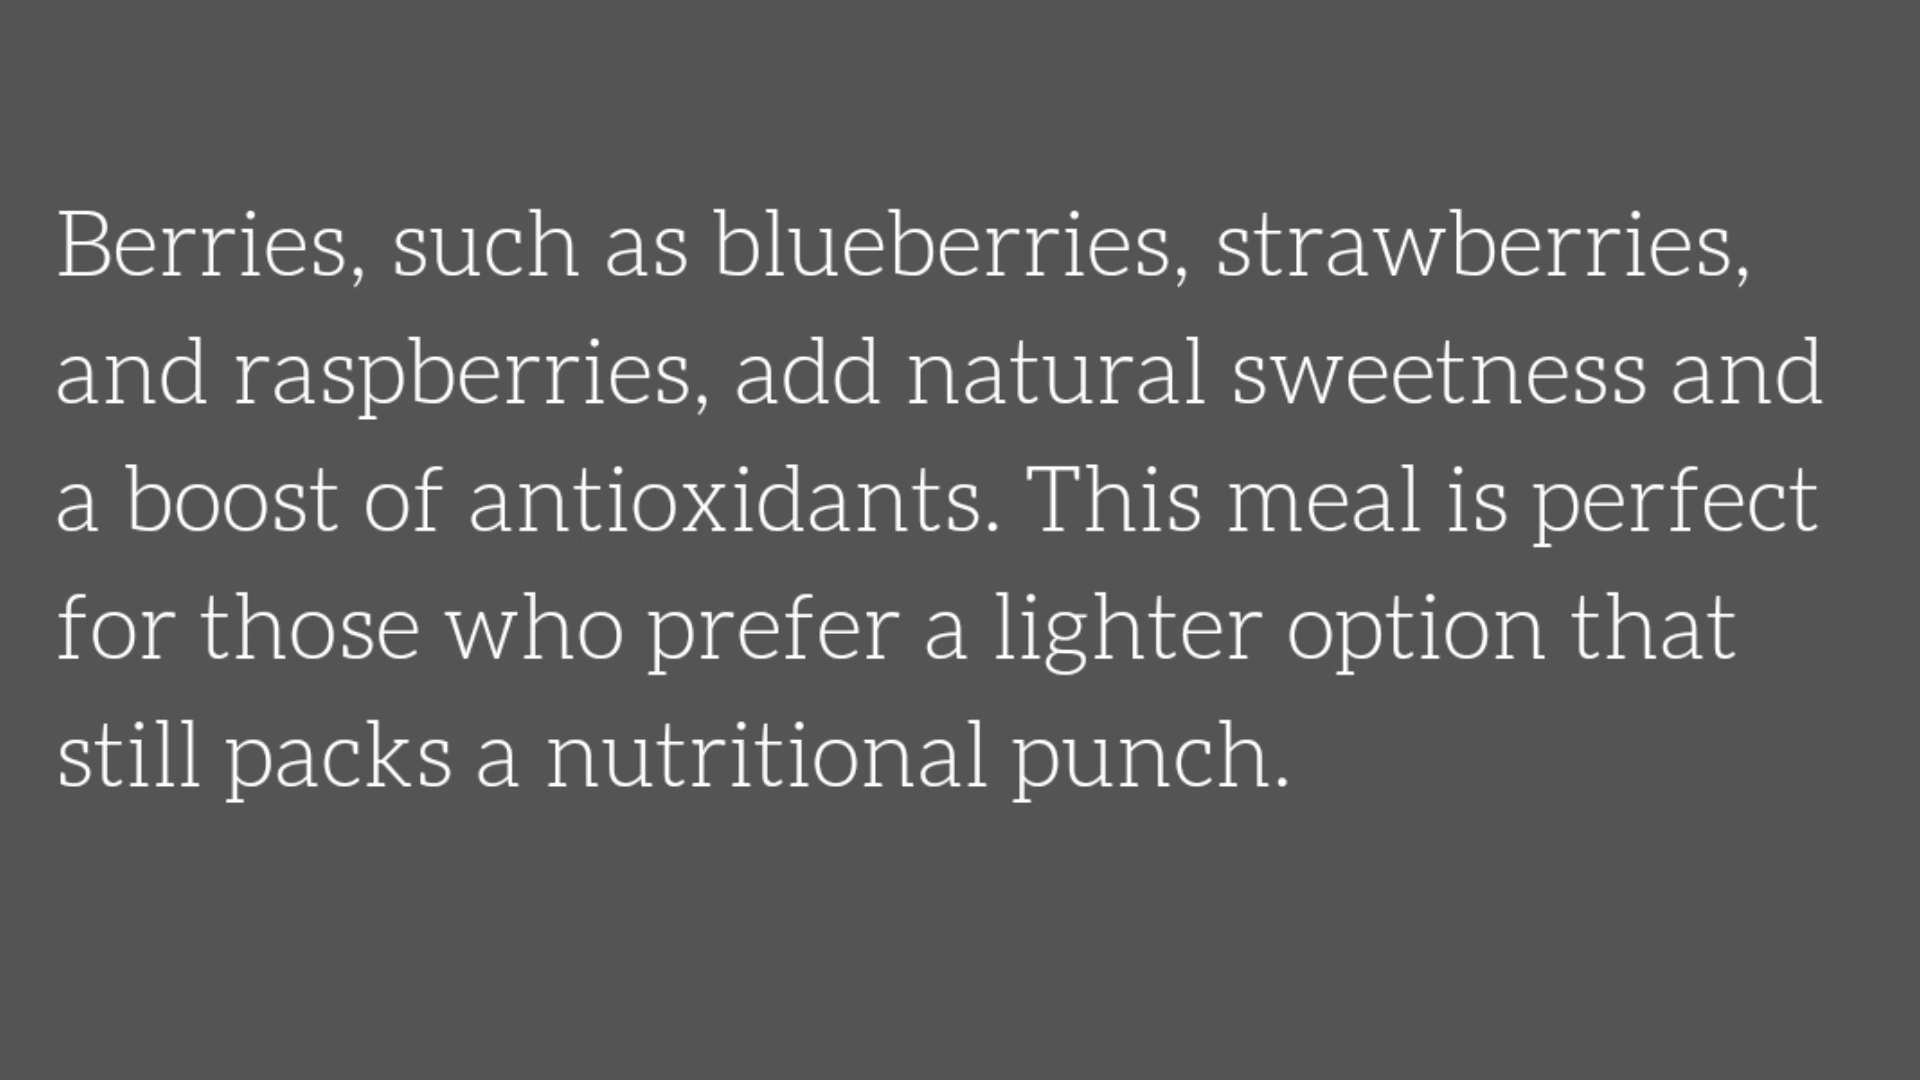 Berries, such as blueberries, strawberries,
and raspberries, add natural sweetness and
a boost of antioxidants. This meal is perfect
for those who prefer a lighter option that
still packs a nutritional punch.